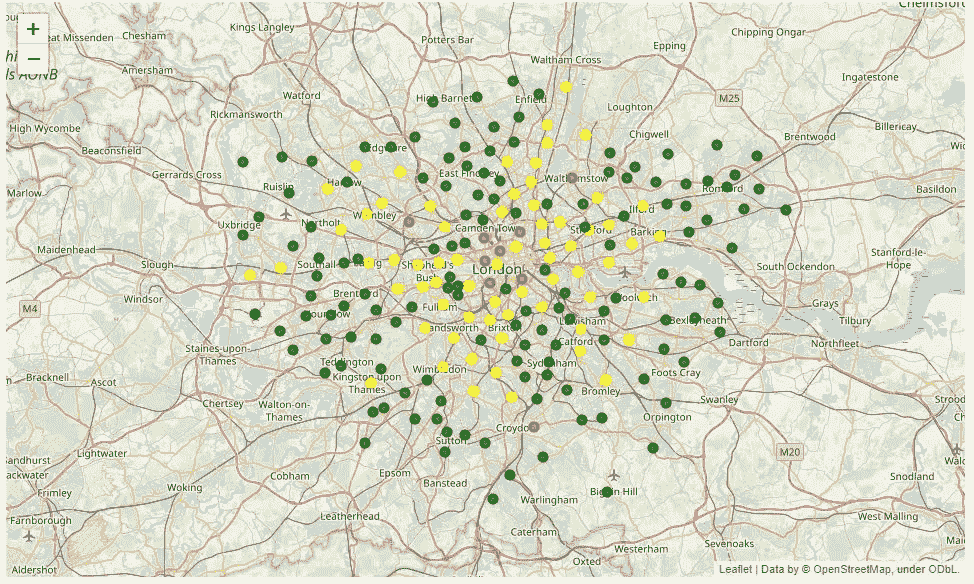 Chelmsford
Kings Langley
Chipping Ongar
at Missenden
Chesham
Potters Bar
Epping
+
−
Waltham Cross
Amersham
ls AONB
Ingatestone
Watford
High Barnet
Enfield
M25
Loughton
Rickmansworth
High Wycombe
Chigwell
Billericay
Brentwood
Beaconsfield
Edgware
Gerrards Cross
East Finchley
Walthamstow
Harrow
Ruislip
Romford
Basildon
Marlow
Wembley
Ilford
Uxbridge
Northolt
Camden Town
Stratford
Barking
Maidenhead
Stanford-le-
Hope
Slough
Southall
Ealing
Shepherd's
Bush
London
South Ockendon
Windsor
Brentford
Woolwich
Grays
M4
Fulham
Hounslow
Bexleyheath
Tilbury
Wandsworth
Brixton
Lewisham
Catford
Dartford
Northfleet
Staines-upon-
Thames
Teddington
Wimbledon
Sydenham
Foots Cray
Bracknell
Ascot
Kingston upon
Thames
Bromley
Swanley
Chertsey
Walton-on-
Thames
Orpington
Croydon
Sutton
Lightwater
M20
Cobham
Epsom
Banstead
Snodland
Woking
Biggin Hill
Frimley
Warlingham
Leatherhead
West Malling
Farnborough
Caterham
Westerham
Sevenoaks
Oxted
Aldershot
Leaflet | Data by © OpenStreetMap, under ODbL.